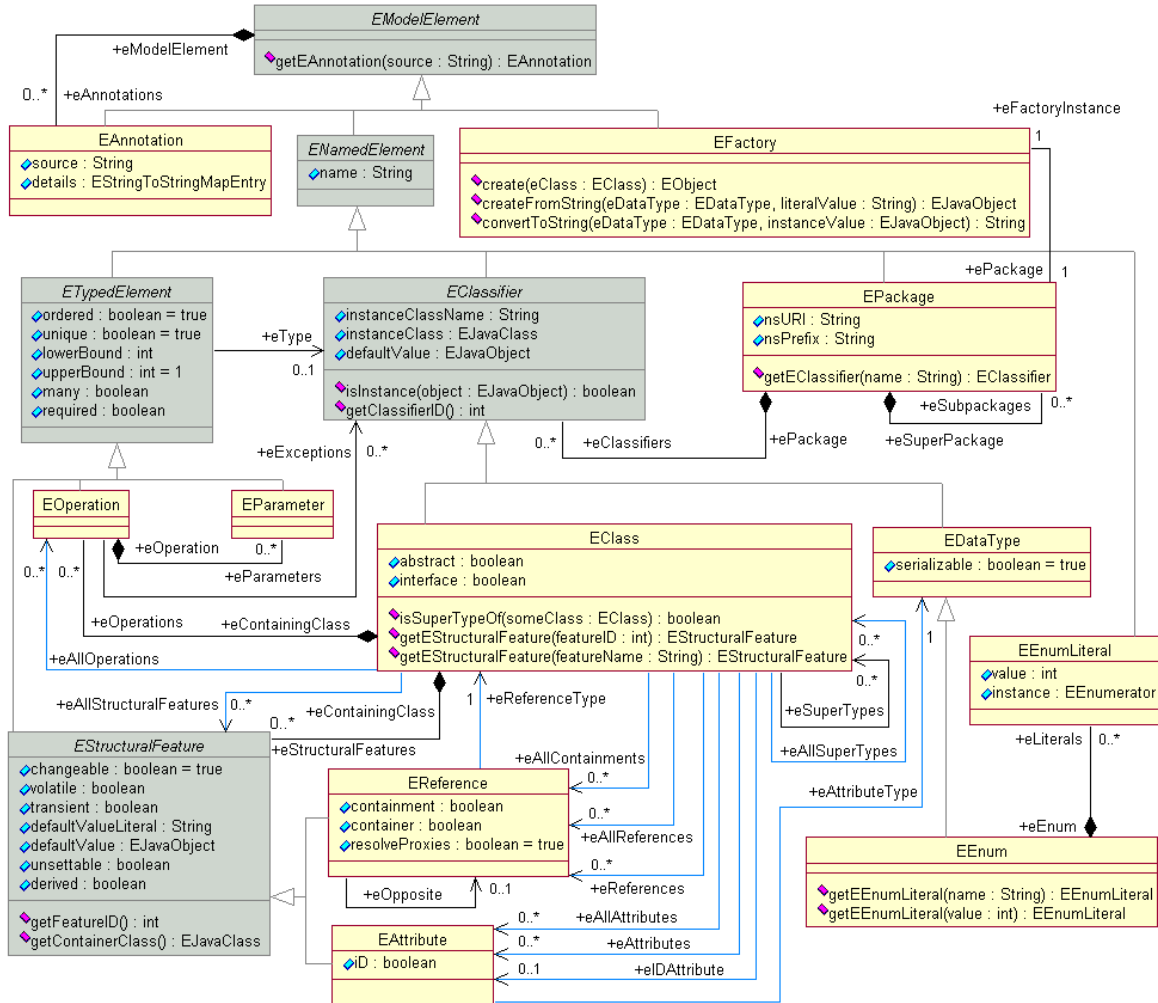 EModelElement
getEAnnotation(source : String) : EAnnotation
+eModelElement
0..*
+eAnnotations
EAnnotation
source : String
details : EStringToStringMapEntry
ENamedElement
name : String
+eFactoryInstance
1
EFactory
create(eClass : EClass) : EObject
createFromString(eDataType : EDataType, literalValue : String) : EJavaObject
convertToString(eDataType : EDataType, instanceValue : EJavaObject) : String
+ePackage
1
ETypedElement
ordered : boolean = true
unique : boolean = true
lowerBound : int
upperBound : int = 1
many : boolean
required : boolean
+eType
0..1
EClassifier
instanceClassName : String
instanceClass : EJavaClass
defaultValue : EJavaObject
isInstance(object : EJavaObject) : boolean
getClassifierID() : int
EPackage
nsURI : String
nsPrefix : String
getEClassifier(name : String) : EClassifier
+eSubpackages
0..*
+eSuperPackage
+ePackage
0..*
+eClassifiers
+eExceptions
0..*
EOperation
EParameter
+eOperation
0..*
+eParameters
0..*
0..*
+eOperations
+eContainingClass
+eAllOperations
EClass
abstract : boolean
interface : boolean
isSuperTypeOf(someClass : EClass) : boolean
getEStructuralFeature(featureID : int) : EStructuralFeature
getEStructuralFeature(featureName : String) : EStructuralFeature
EDataType
serializable : boolean = true
1
0..*
0..*
+eSuperTypes
+eAllSuperTypes
EEnumLiteral
value : int
instance : EEnumerator
+eLiterals
0..*
+eEnum
EEnum
getEEnumLiteral(name : String) : EEnumLiteral
getEEnumLiteral(value : int) : EEnumLiteral
+eAttributeType
+eAllStructuralFeatures
0..*
+eContainingClass
0..*
+eStructuralFeatures
1
+eReferenceType
+eAllContainments
0..*
0..*
+eAllReferences
0..*
+eReferences
EStructuralFeature
changeable : boolean = true
volatile : boolean
transient : boolean
defaultValueLiteral : String
defaultValue : EJavaObject
unsettable : boolean
derived : boolean
getFeatureID() : int
getContainerClass() : EJavaClass
EReference
containment : boolean
container : boolean
resolveProxies : boolean = true
+eOpposite
0..1
0..*
+eAllAttributes
0..*
+eAttributes
0..1
+eIDAttribute
EAttribute
iD : boolean